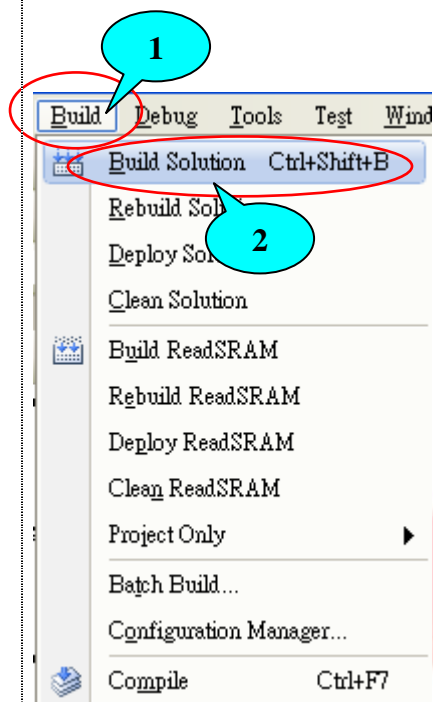 1
Build Debug Tools Test Wind
Build Solution Ctrl+Shift+B
Rebuild Sol
2
Deploy Sol
Clean Solution
Build ReadSRAM
Rebuild ReadSRAM
Deploy ReadSRAM
Clean ReadSRAM
Project Only
Batch Build...
Configuration Manager...
Compile Ctrl+F7